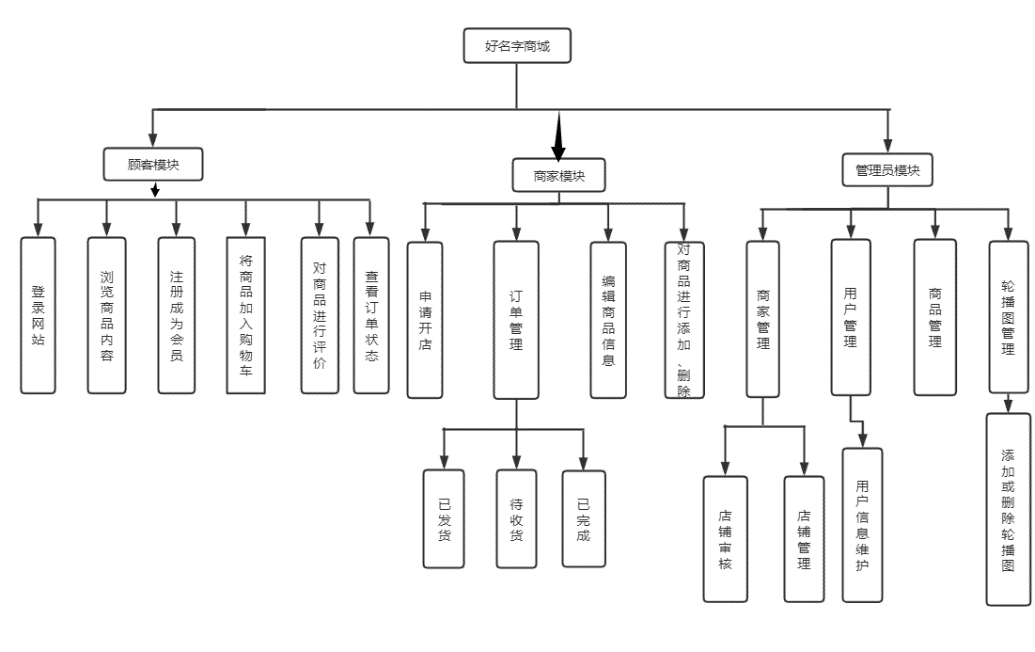 好名字商城
顾客模块
商家模块
管理员模块
登录网站
浏览商品内容
注册成为会员
将商品加入购物车
对商品进行评价
查看订单状态
申请开店
订单管理
编辑商品信息
对商品进行添加、删除
商家管理
用户管理
商品管理
轮播图管理
已发货
待收货
已完成
店铺审核
店铺管理
用户信息维护
添加或删除轮播图